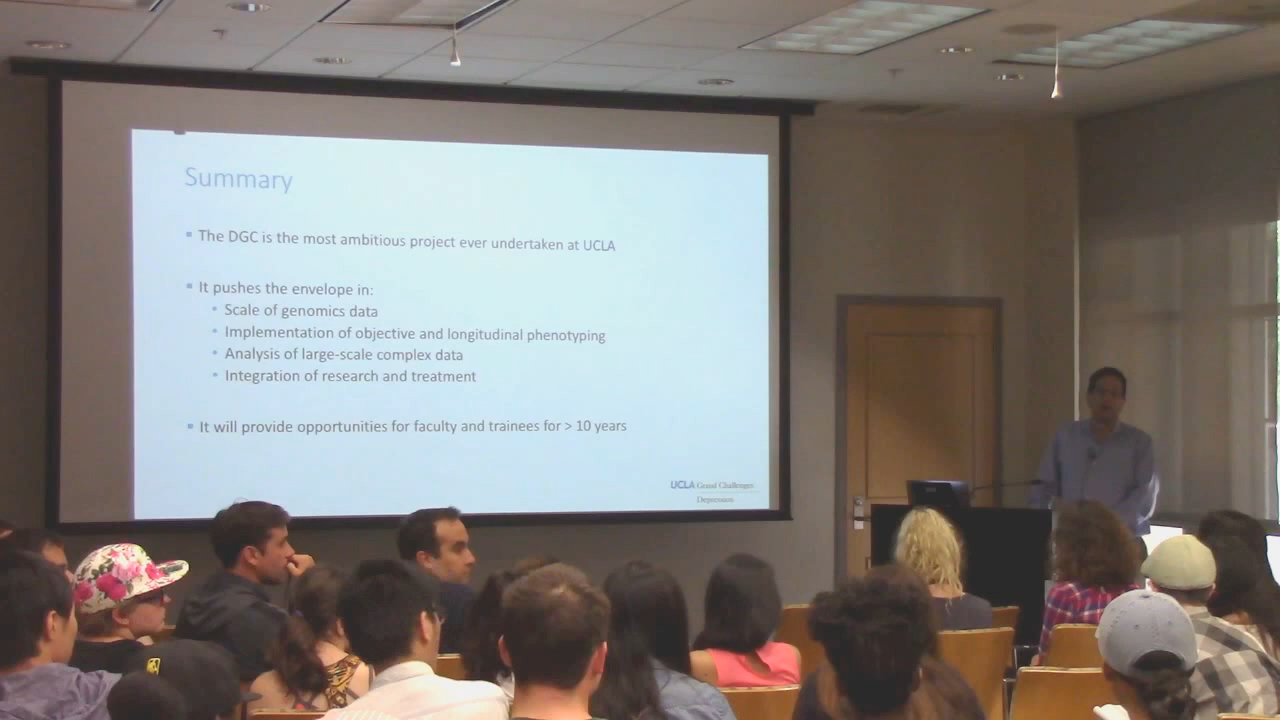 Summary
The DGC is the most ambitious project ever undertaken at UCLA
It pushes the envelope in:
Scale of genomics data
Implementation of objective and longitudinal phenotyping
Analysis of large-scale complex data
Integration of research and treatment
It will provide opportunities for faculty and trainees for > 10 years
UCLA Grand Challenges
Depression